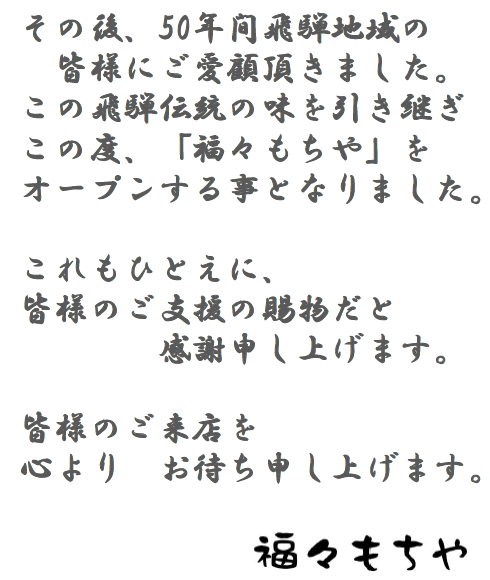 その後、50年間飛騨地域の
皆様にご愛顧頂きました。
この飛騨伝統の味を引き継ぎ
この度、「福々もちや」を
オープンする事となりました。
これもひとえに、
皆様のご支援の賜物だと
感謝申し上げます。
皆様のご来店を
心より　お待ち申し上げます。
福々もちや